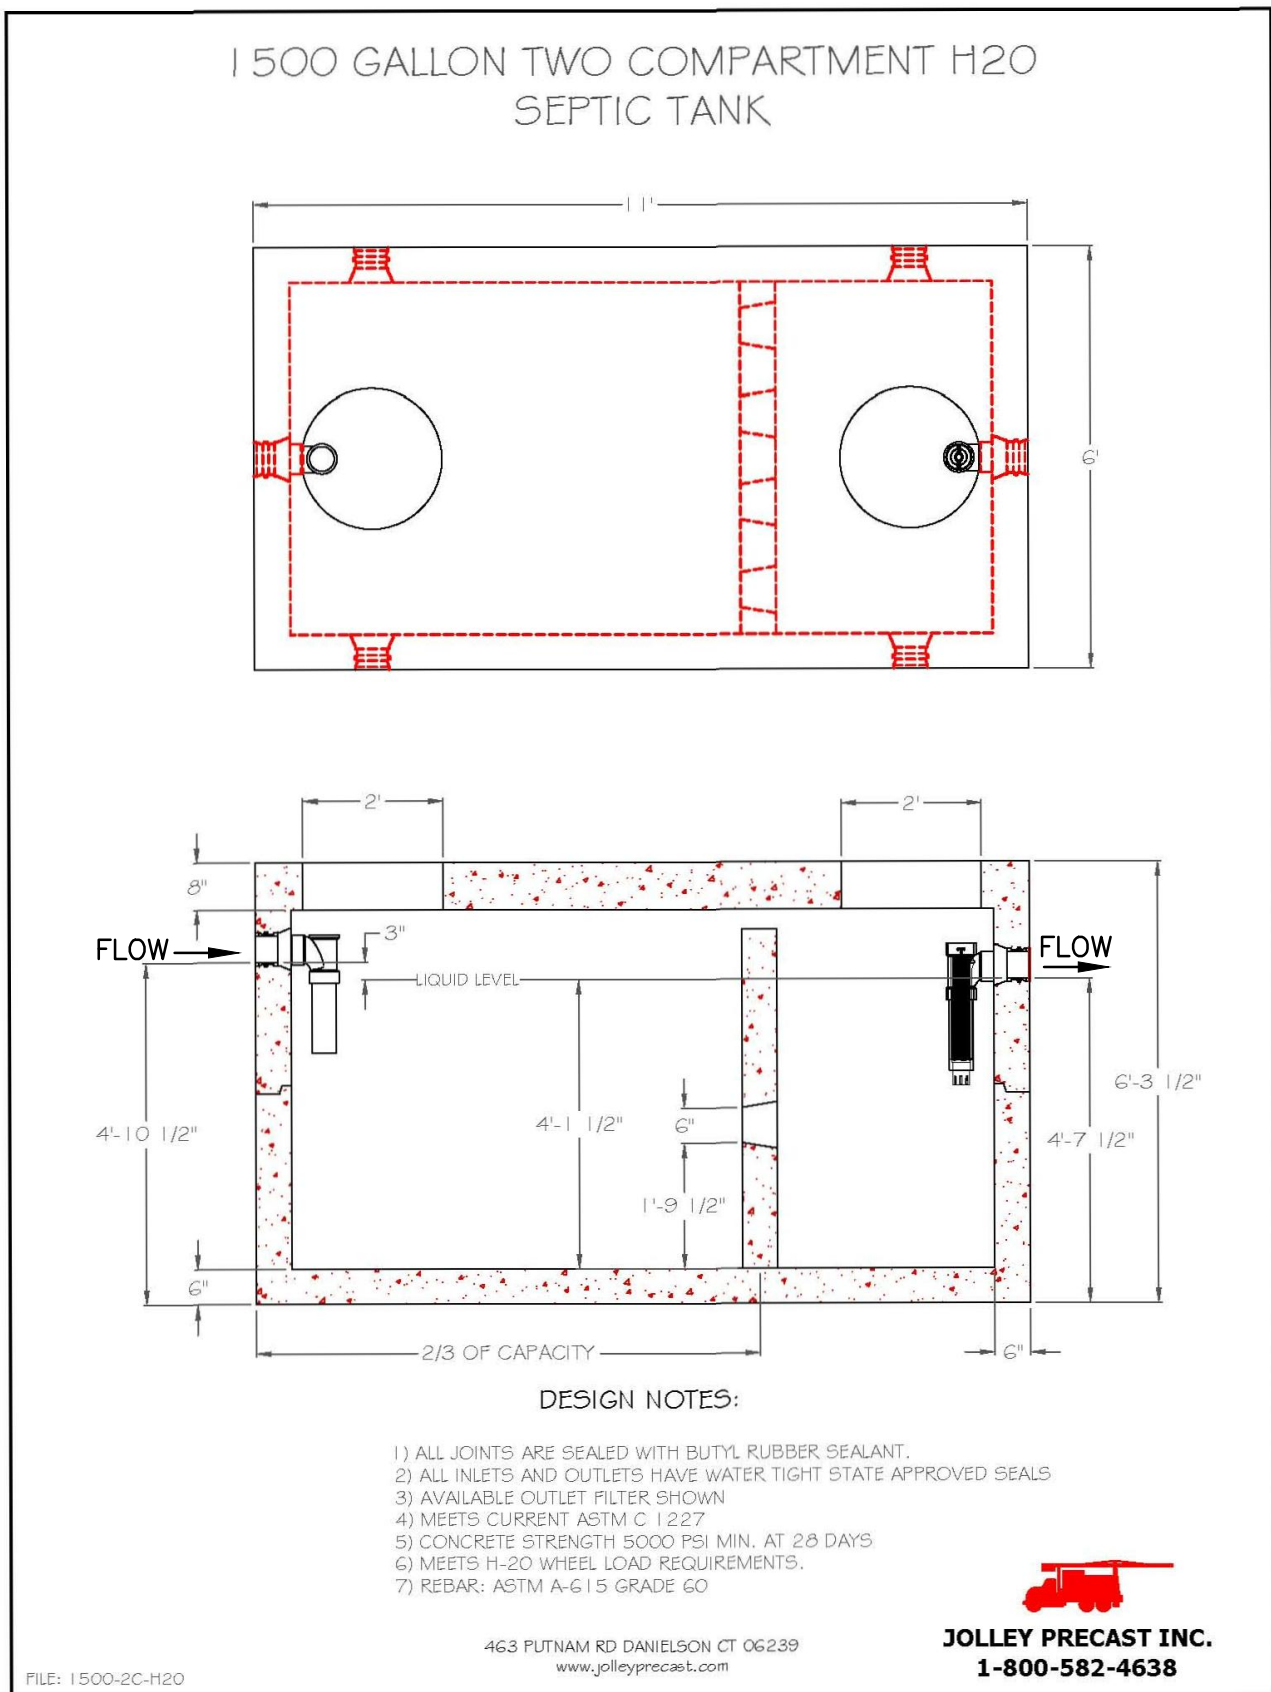 1500 GALLON TWO COMPARTMENT H20
SEPTIC TANK
11'
6'
2'
2'
8"
3"
FLOW
FLOW
LIQUID LEVEL
6'-3 1/2"
4'-10 1/2"
4'-1 1/2"
6"
4'-7 1/2"
1'-9 1/2"
6"
2/3 OF CAPACITY
6"
DESIGN NOTES:
1) ALL JOINTS ARE SEALED WITH BUTYL RUBBER SEALANT.
2) ALL INLETS AND OUTLETS HAVE WATER TIGHT STATE APPROVED SEALS
3) AVAILABLE OUTLET FILTER SHOWN
4) MEETS CURRENT ASTM C 1227
5) CONCRETE STRENGTH 5000 PSI MIN. AT 28 DAYS
6) MEETS H-20 WHEEL LOAD REQUIREMENTS.
7) REBAR: ASTM A-615 GRADE 60
463 PUTNAM RD DANIELSON CT 06239
www.jolleyprecast.com
JOLLEY PRECAST INC.
1-800-582-4638
FILE: 1500-2C-H20